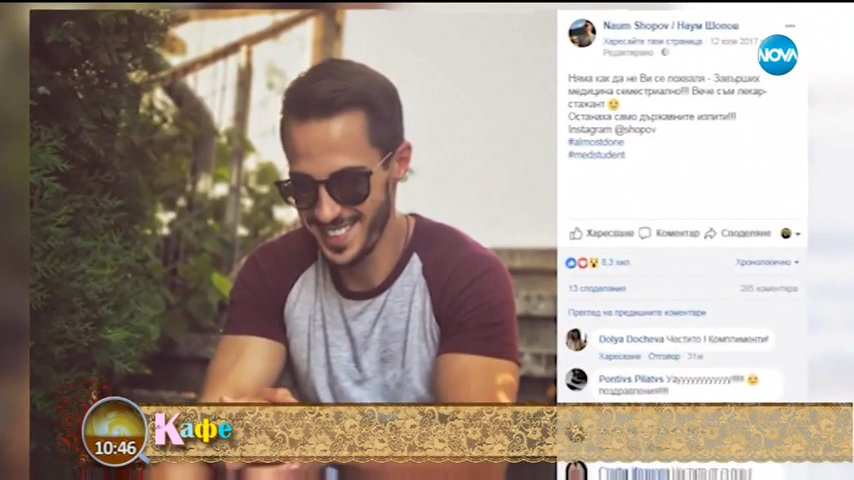 Naum Shopov / Наум Шопов
Харесайте тази страница · 12 юли 2017
Редактирано
NOVA
Няма как да не Ви се похваля - Завърших
медицина семестриално!!!! Вече съм лекар-
стажант
Останаха само държавните изпити!!!!
Instagram @shopov
#almostdone
#medstudent
Харесване Коментар Споделяне
8,3 хил.
Хронологично
13 споделяния
285 коментара
Преглед на предишните коментари
Dolya Docheva Честито ! Комплименти!
Харесване · Отговор · 31w
Pontivs Pilatvs Уаууууууууууу!!!!!
поздравления!!!!!
10:46
Кафе